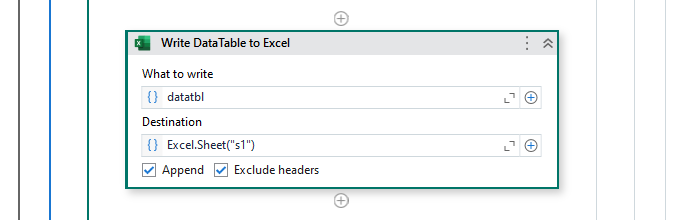 Write DataTable to Excel
What to write
{} datatbl
Destination
{} Excel.Sheet("s1")
Append Exclude headers